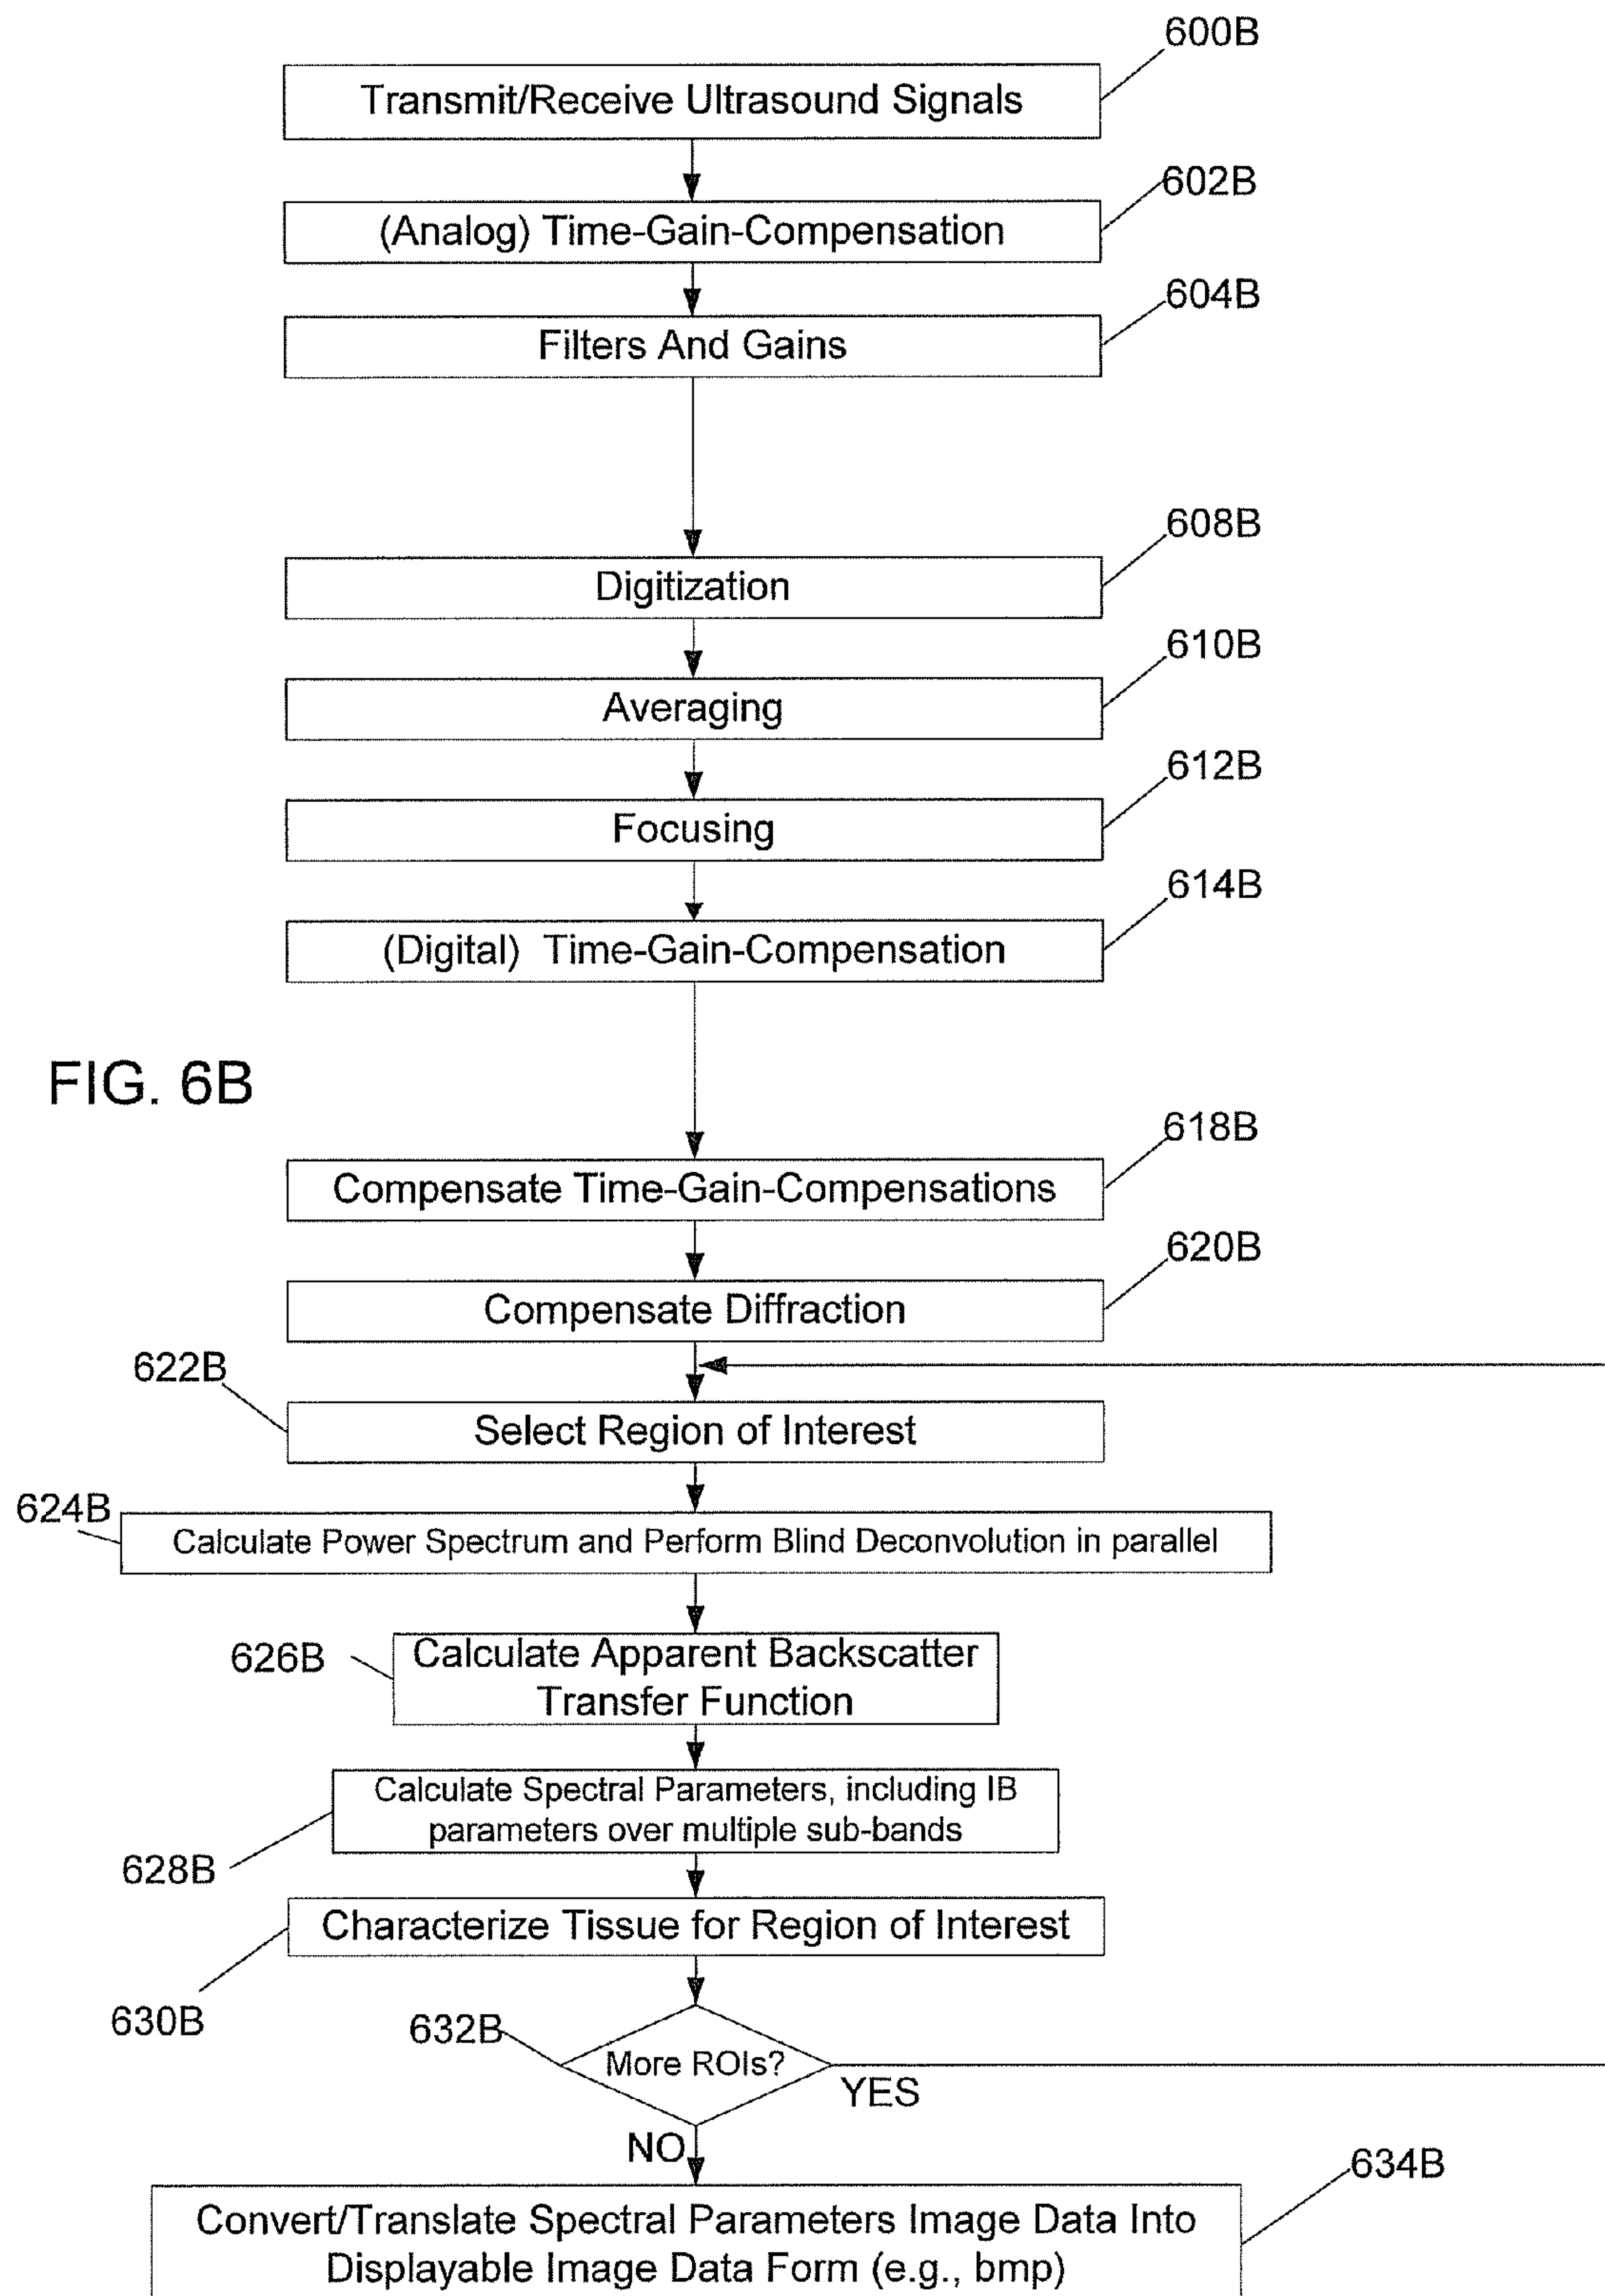 600B
Transmit/Receive Ultrasound Signals
602B
(Analog) Time-Gain-Compensation
604B
Filters And Gains
608B
Digitization
610B
Averaging
612B
Focusing
614B
(Digital) Time-Gain-Compensation
FIG. 6B
618B
Compensate Time-Gain-Compensations
620B
Compensate Diffraction
622B
Select Region of Interest
624B
Calculate Power Spectrum and Perform Blind Deconvolution in parallel
626B
Calculate Apparent Backscatter
Transfer Function
Calculate Spectral Parameters, including IB
parameters over multiple sub-bands
628B
Characterize Tissue for Region of Interest
630B
632B
More ROIs?
YES
NO
634B
Convert/Translate Spectral Parameters Image Data Into
Displayable Image Data Form (e.g., bmp)